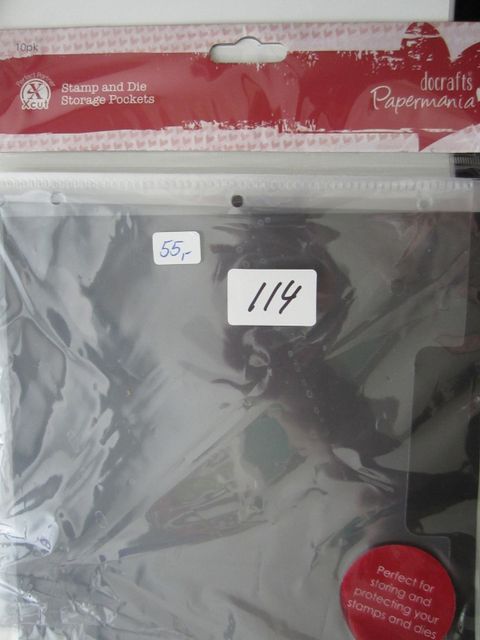 10pk
Xcut
Stamp and Die
Storage Pockets
docrafts
Papermania
55,-
114
Perfect for
storing and
protecting your
stamps and dies